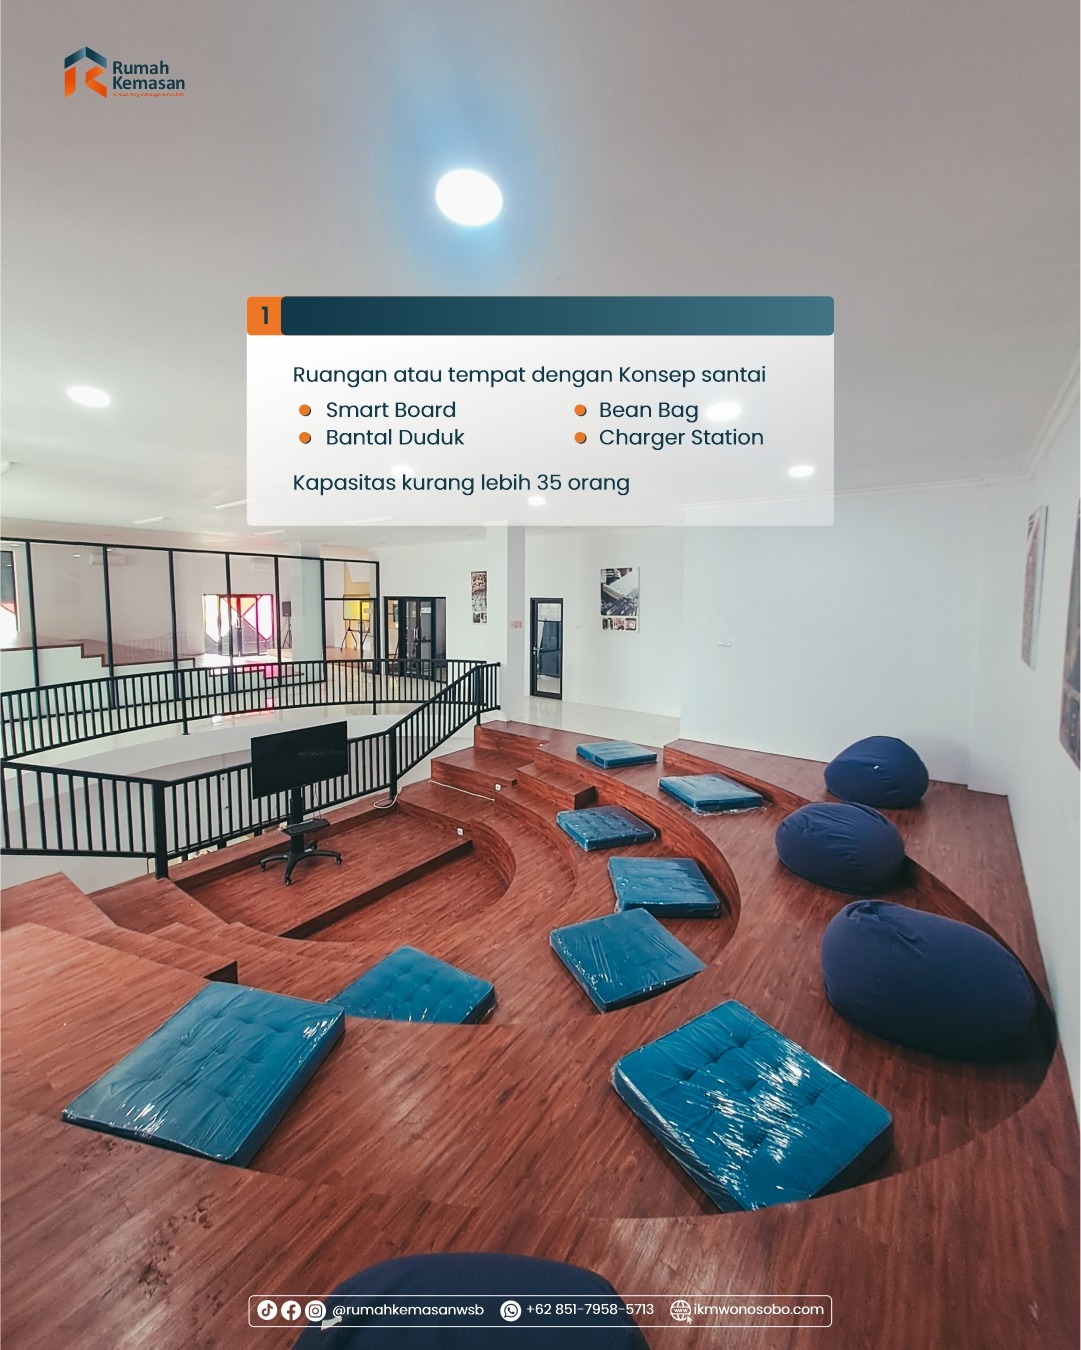 Rumah
Kemasan
1
Ruangan atau tempat dengan Konsep santai
Smart Board
Bean Bag
Bantal Duduk
Charger Station
Kapasitas kurang lebih 35 orang
@rumahkemasanwsb +62 851-7958-5713 ikmwonosobo.com